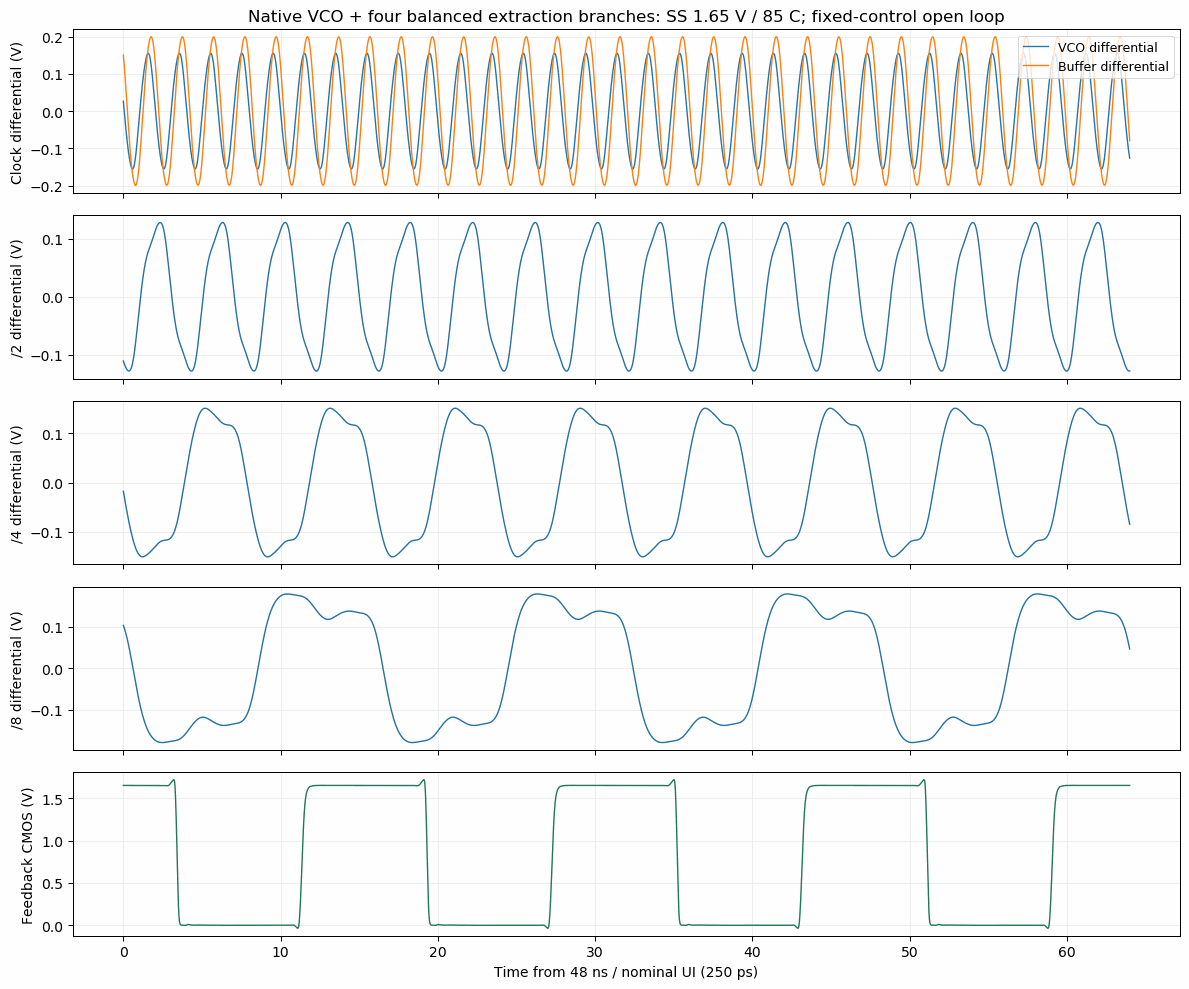 Native VCO + four balanced extraction branches: SS 1.65 V / 85 C; fixed-control open loop
Clock differential (V)
0.2
0.1
0.0
−0.1
−0.2
VCO differential
Buffer differential
/2 differential (V)
0.1
0.0
−0.1
/4 differential (V)
0.1
0.0
−0.1
/8 differential (V)
0.1
0.0
−0.1
Feedback CMOS (V)
1.5
1.0
0.5
0.0
0 10 20 30 40 50 60
Time from 48 ns / nominal UI (250 ps)